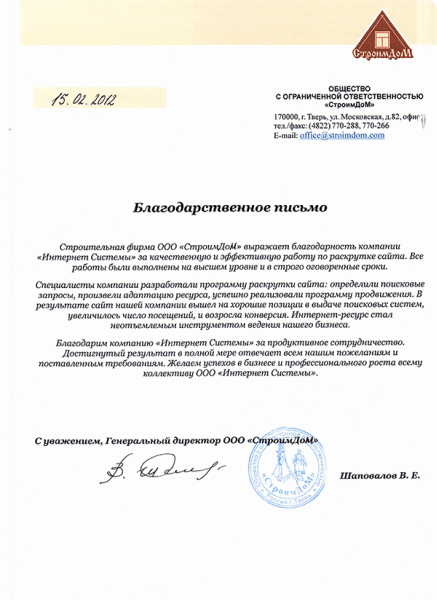 СтроимДоМ
15.02.2012
ОБЩЕСТВО
С ОГРАНИЧЕННОЙ ОТВЕТСТВЕННОСТЬЮ
«СтроимДоМ»
170000, г. Тверь, ул. Московская, д.82, офис
тел./факс: (4822) 770-288, 770-266
E-mail: office@stroimdom.com
Благодарственное письмо
Строительная фирма ООО «СтроимДоМ» выражает благодарность компании
«Интернет Системы» за качественную и эффективную работу по раскрутке сайта. Все
работы были выполнены на высшем уровне и в строго оговоренные сроки.
Специалисты компании разработали программу раскрутки сайта: определили поисковые
запросы, произвели адаптацию ресурса, успешно реализовали программу продвижения. В
результате сайт нашей компании вышел на хорошие позиции в выдаче поисковых систем,
увеличилось число посещений, и возросла конверсия. Интернет-ресурс стал
неотъемлемым инструментом ведения нашего бизнеса.
Благодарим компанию «Интернет Системы» за продуктивное сотрудничество.
Достигнутый результат в полной мере отвечает всем нашим пожеланиям и
поставленным требованиям. Желаем успехов в бизнесе и профессионального роста всему
коллективу ООО «Интернет Системы».
С уважением, Генеральный директор ООО «СтроимДоМ»
«СтроимДоМ»
Шаповалов В. Е.